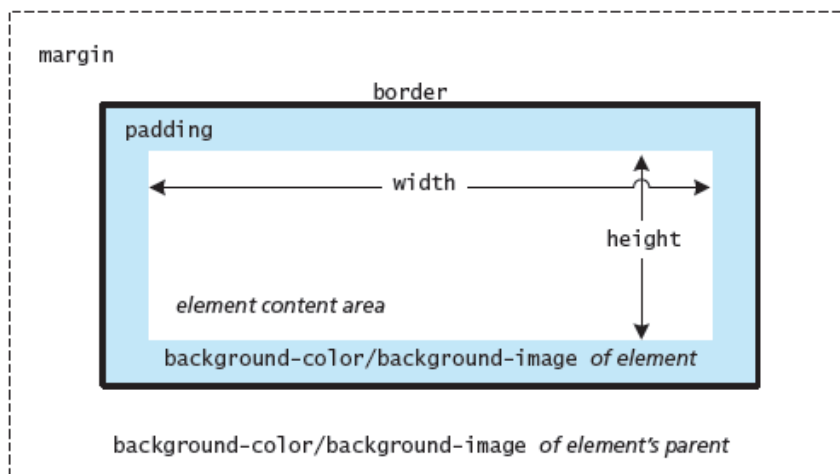 margin
border
padding
width
height
element content area
background-color/background-image of element
background-color/background-image of element's parent